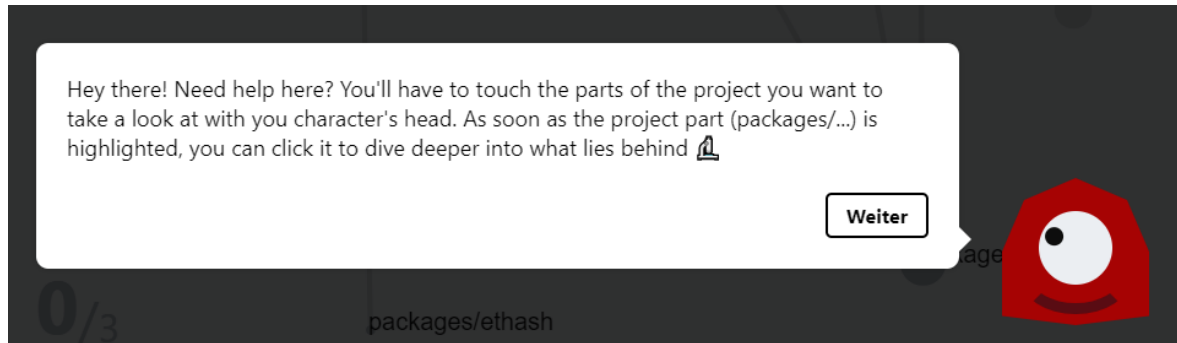 Hey there! Need help here? You'll have to touch the parts of the project you want to
take a look at with you character's head. As soon as the project part (packages/...) is
highlighted, you can click it to dive deeper into what lies behind
Weiter
age
0/3
packages/ethash